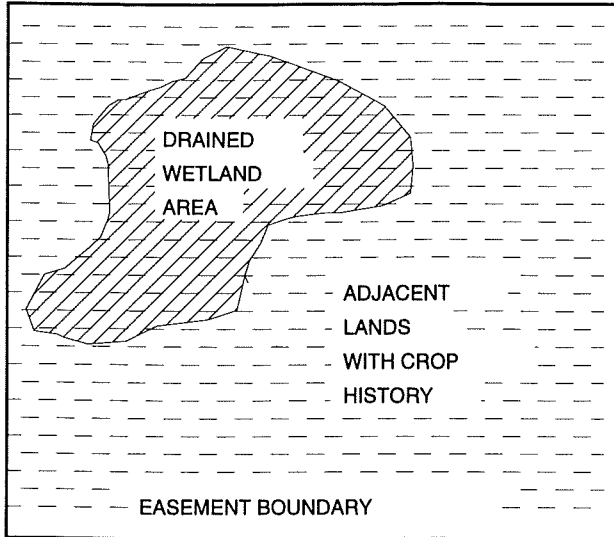 DRAINED
WETLAND
AREA
ADJACENT
LANDS
WITH CROP
HISTORY
EASEMENT BOUNDARY